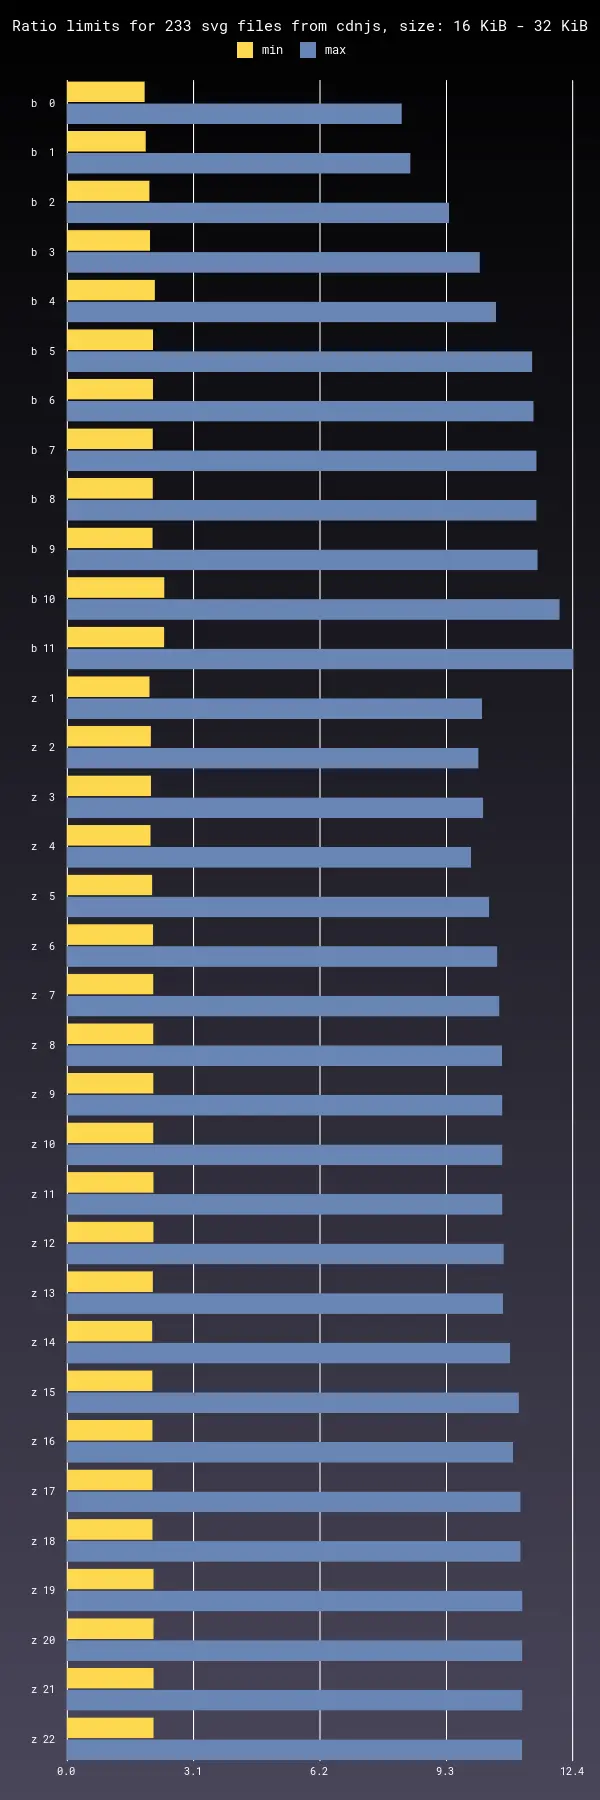 Ratio limits for 233 svg files from cdnjs, size: 16 KiB - 32 KiB
min max
b 0
b 1
b 2
b 3
b 4
b 5
b 6
b 7
b 8
b 9
b 10
b 11
z 1
z 2
z 3
z 4
z 5
z 6
z 7
z 8
z 9
z 10
z 11
z 12
z 13
z 14
z 15
z 16
z 17
z 18
z 19
z 20
z 21
z 22
0.0 3.1 6.2 9.3 12.4